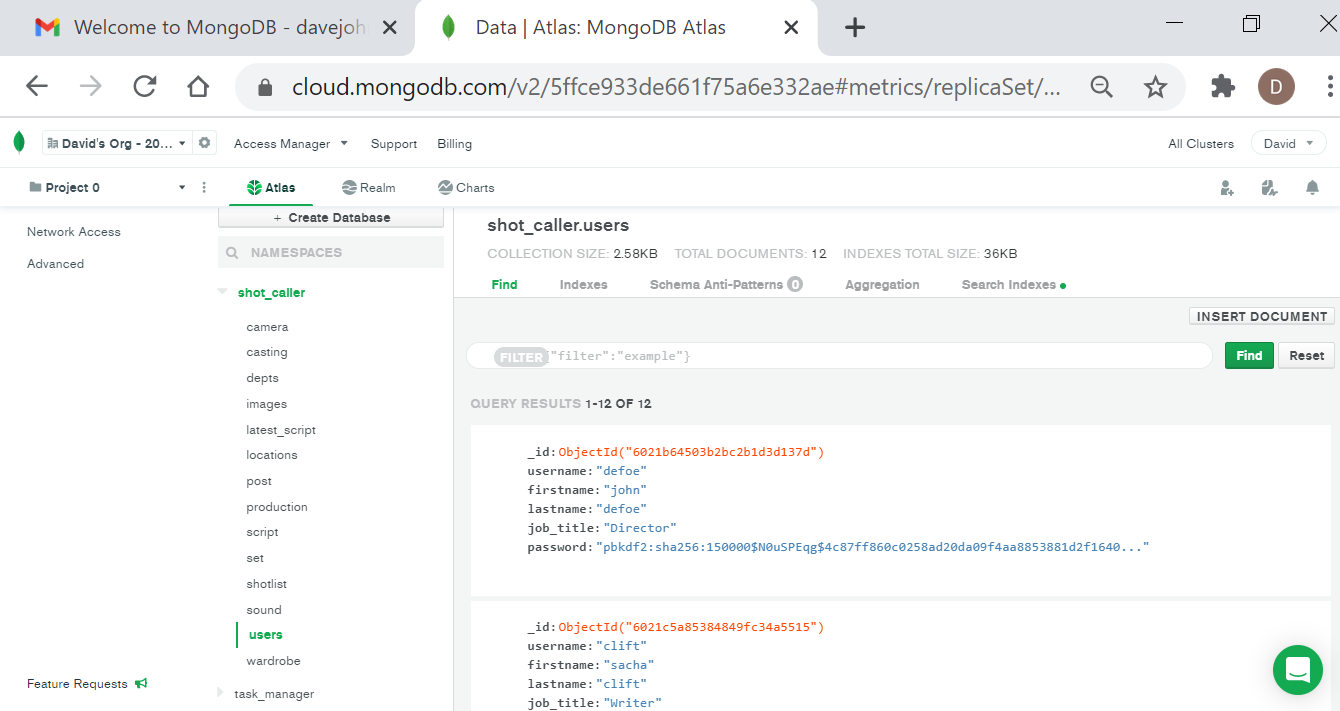 Welcome to MongoDB - davejoh
Data | Atlas: MongoDB Atlas
cloud.mongodb.com/v2/5ffce933de661f75a6e332ae#metrics/replicaSet/...
D
David's Org - 20...
Access Manager
Support
Billing
All Clusters
David
Project 0
Atlas
Realm
Charts
Network Access
Advanced
Feature Requests
+ Create Database
NAMESPACES
shot_caller
camera
casting
depts
images
latest_script
locations
post
production
script
set
shotlist
sound
users
wardrobe
task_manager
shot_caller.users
COLLECTION SIZE: 2.58KB TOTAL DOCUMENTS: 12 INDEXES TOTAL SIZE: 36KB
Find
Indexes
Schema Anti-Patterns 0
Aggregation
Search Indexes
INSERT DOCUMENT
FILTER "filter":"example"}
Find
Reset
QUERY RESULTS 1-12 OF 12
_id:ObjectId("6021b64503b2bc2b1d3d137d")
username:"defoe"
firstname:"john"
lastname:"defoe"
job_title:"Director"
password:"pbkdf2:sha256:150000$N0uSPEqg$4c87ff860c0258ad20da09f4aa8853881d2f1640..."
_id:ObjectId("6021c5a85384849fc34a5515")
username:"clift"
firstname:"sacha"
lastname:"clift"
job_title:"Writer"